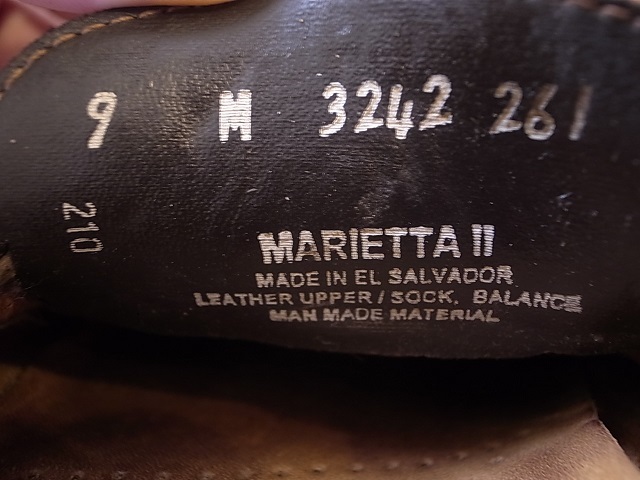 9 M 3242 261
210
MARIETTA II
MADE IN EL SALVADOR
LEATHER UPPER / SOCK, BALANCE
MAN MADE MATERIAL